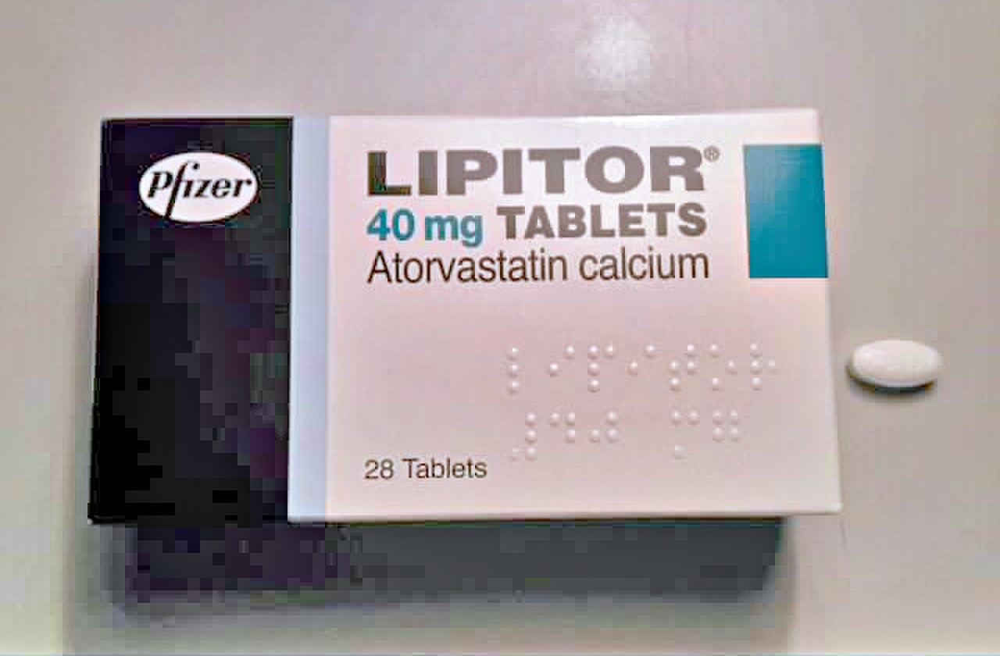 Pfizer
LIPITOR®
40 mg TABLETS
Atorvastatin calcium
28 Tablets